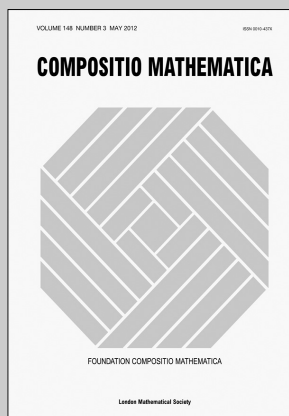 VOLUME 148 NUMBER 3 MAY 2012 ISSN 0010-437X
COMPOSITIO MATHEMATICA
FOUNDATION COMPOSITIO MATHEMATICA
London Mathematical Society